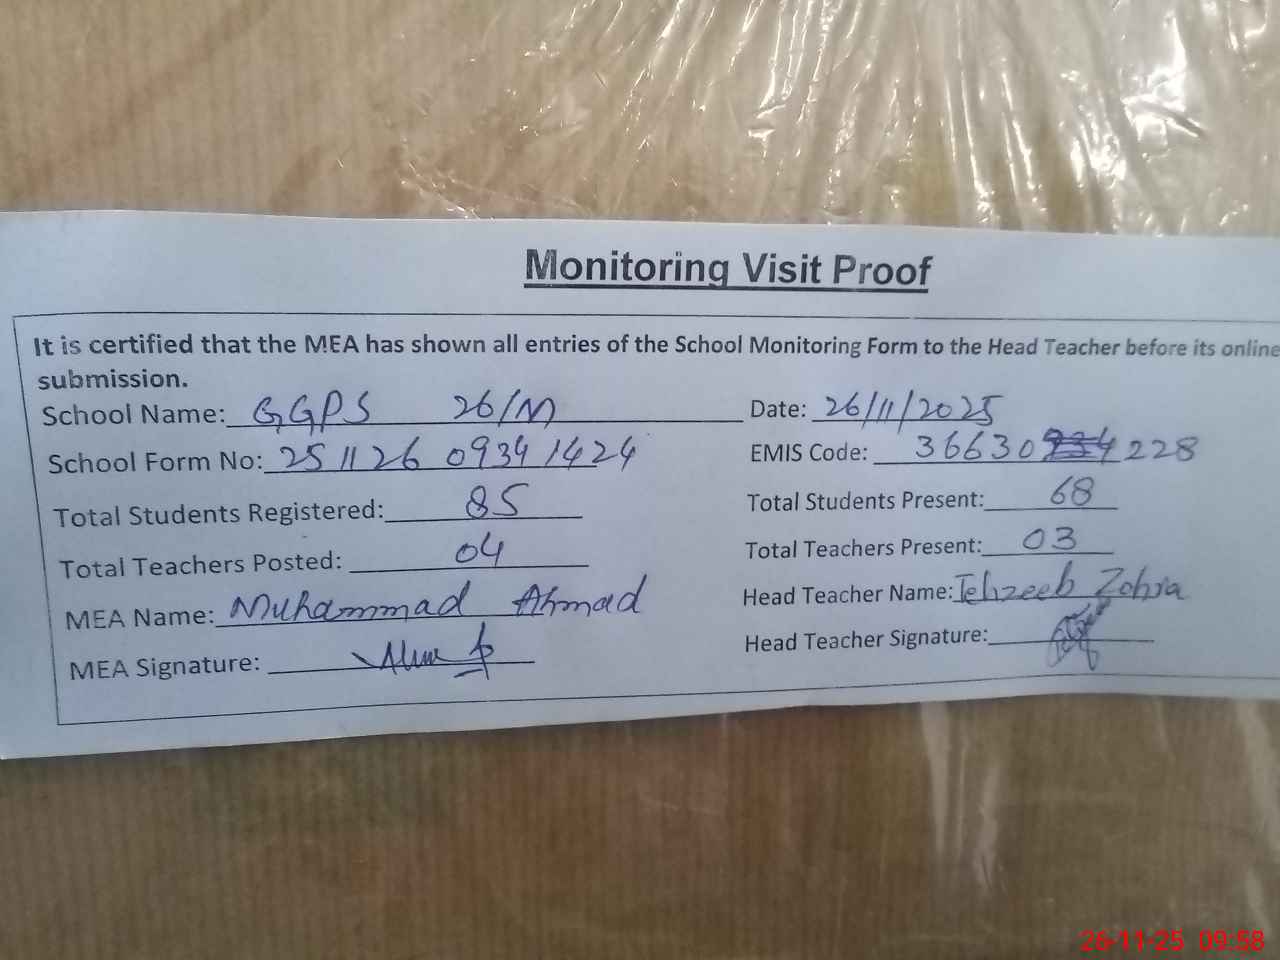 Monitoring Visit Proof
It is certified that the MEA has shown all entries of the School Monitoring Form to the Head Teacher before its online
submission.
School Name: GGPS 26/M Date: 26/11/2025
School Form No: 251126 09341424 EMIS Code: 36630 228
Total Students Registered: 85 Total Students Present: 68
Total Teachers Posted: 04 Total Teachers Present: 03
MEA Name: Muhammad Ahmad Head Teacher Name: Tehzeeb Zohra
MEA Signature: Head Teacher Signature:
26-11-25 09:58